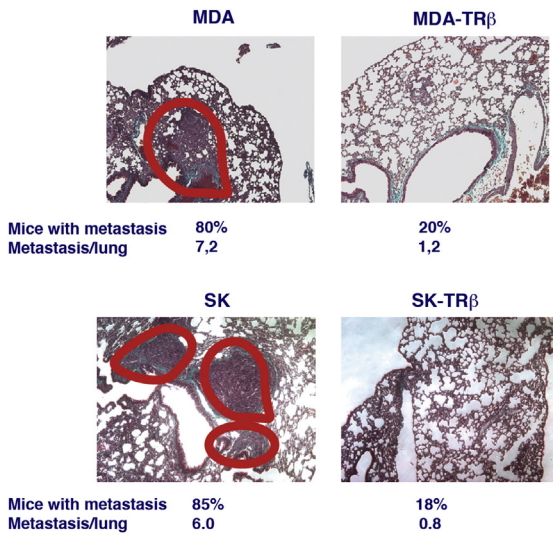 MDA MDA-TRβ
Mice with metastasis 80% 20%
Metastasis/lung 7,2 1,2
SK SK-TRβ
Mice with metastasis 85% 18%
Metastasis/lung 6.0 0.8